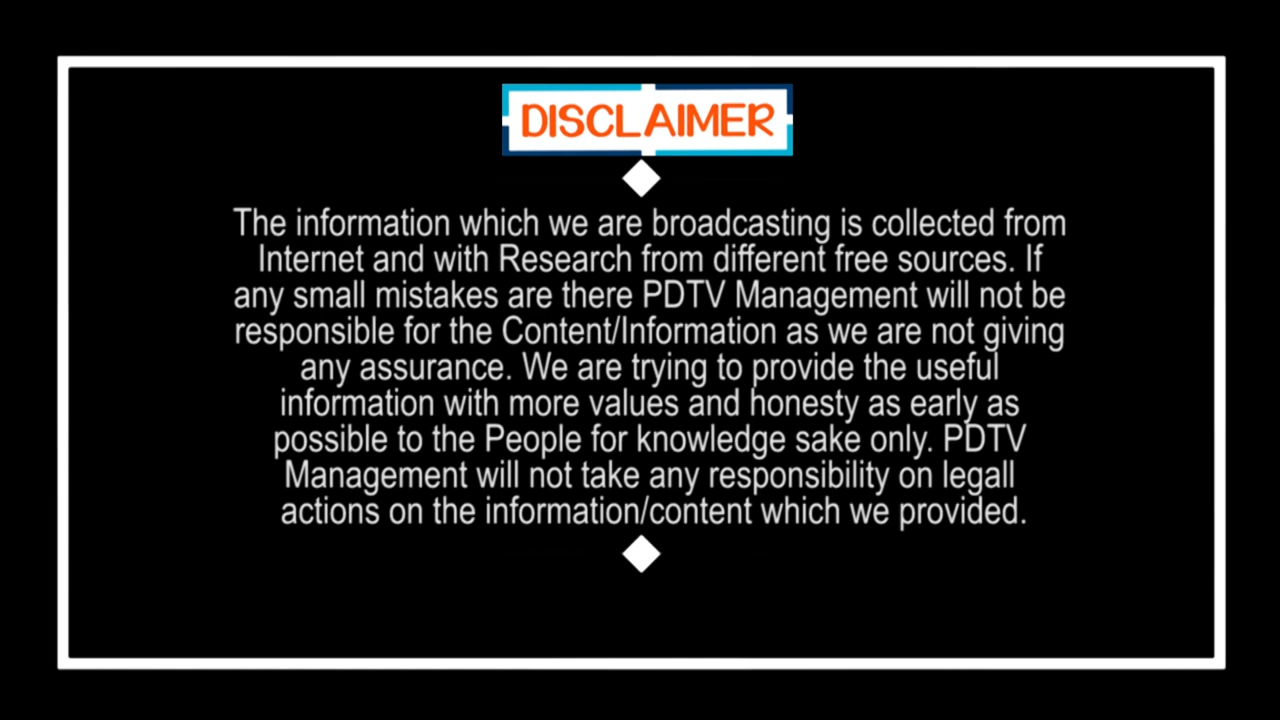 DISCLAIMER
The information which we are broadcasting is collected from
Internet and with Research from different free sources. If
any small mistakes are there PDTV Management will not be
responsible for the Content/Information as we are not giving
any assurance. We are trying to provide the useful
information with more values and honesty as early as
possible to the People for knowledge sake only. PDTV
Management will not take any responsibility on legall
actions on the information/content which we provided.